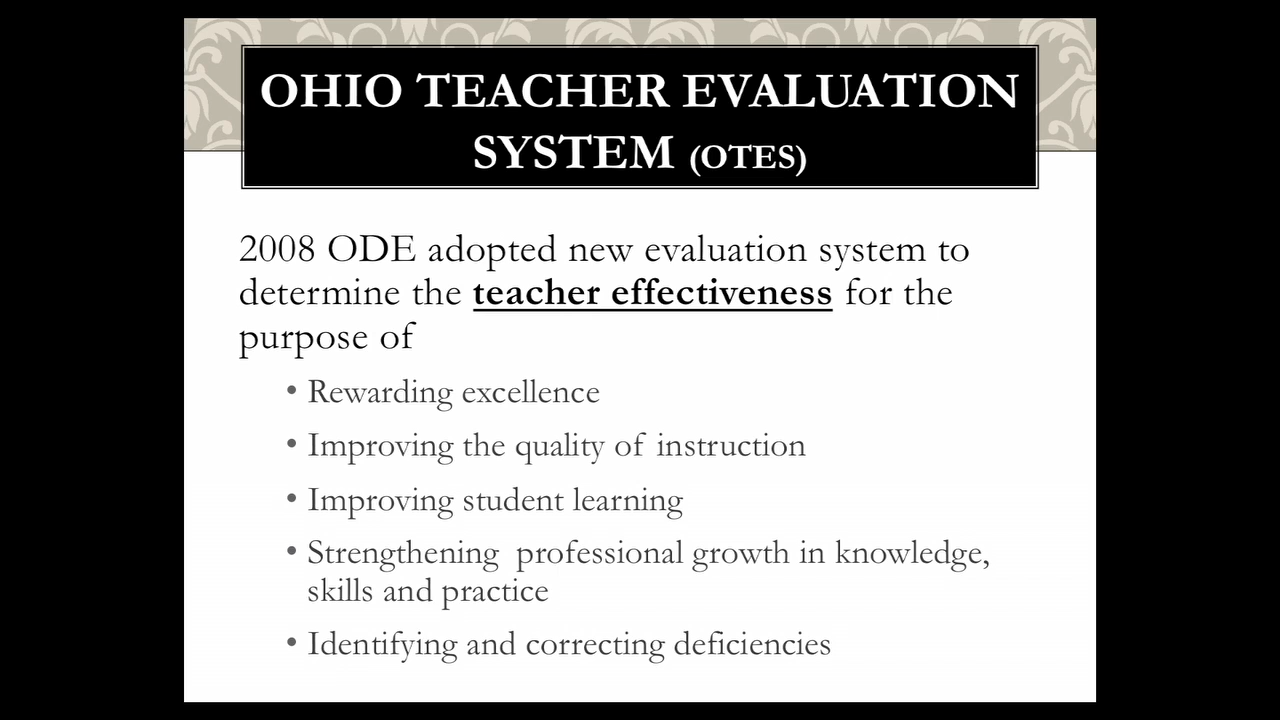 OHIO TEACHER EVALUATION
SYSTEM (OTES)
2008 ODE adopted new evaluation system to
determine the teacher effectiveness for the
purpose of
• Rewarding excellence
• Improving the quality of instruction
• Improving student learning
• Strengthening professional growth in knowledge,
skills and practice
• Identifying and correcting deficiencies